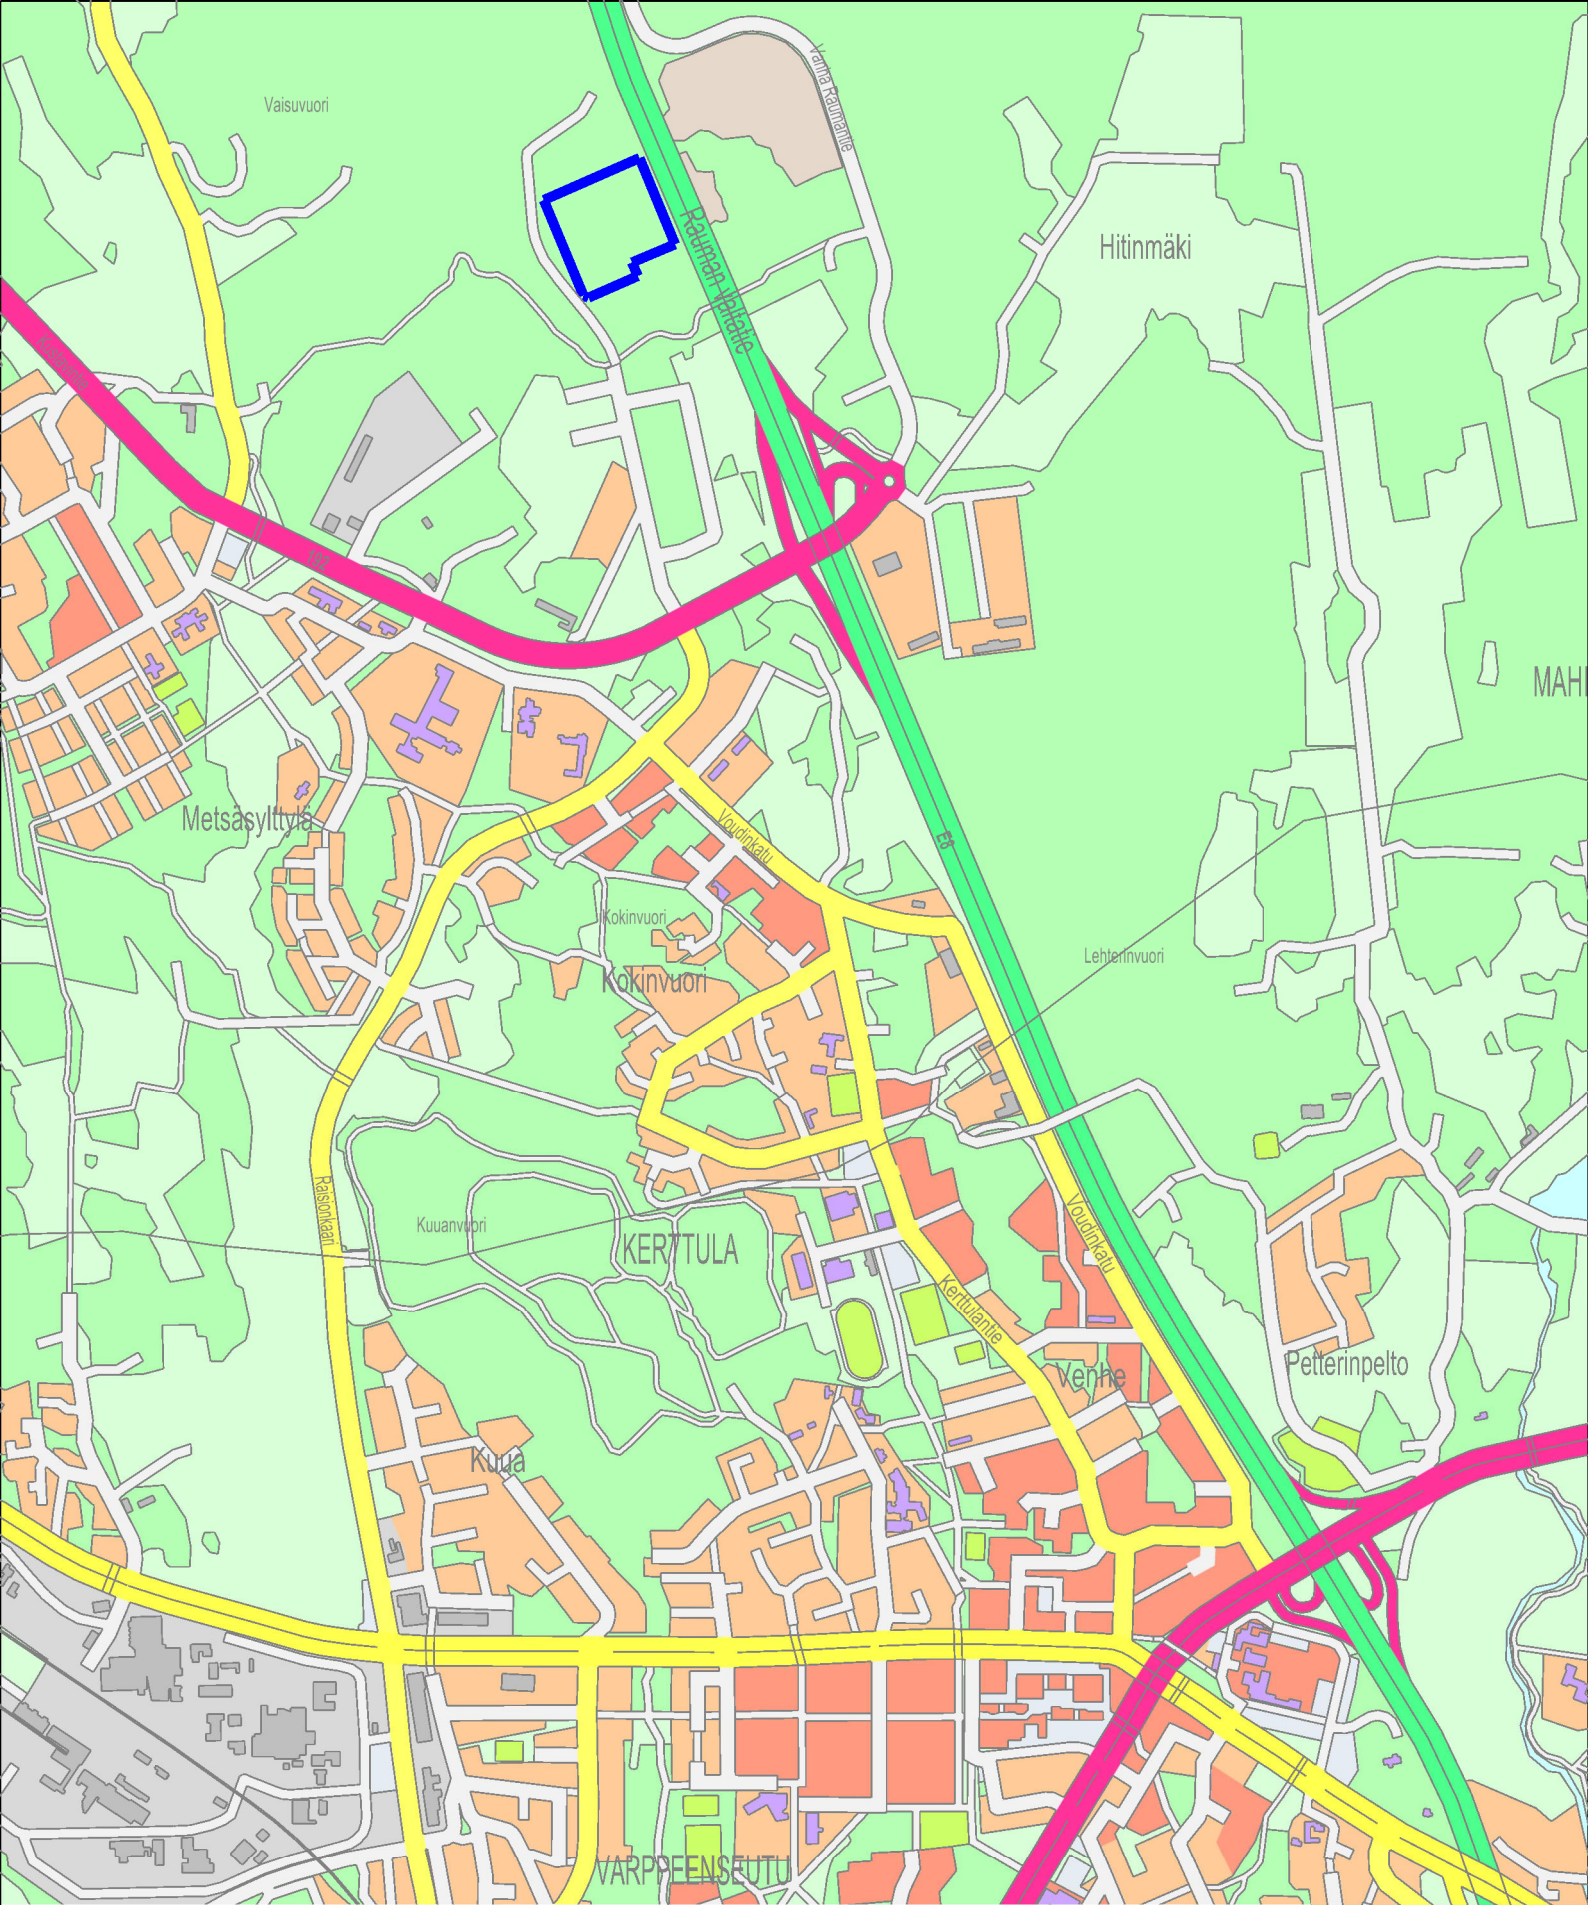 Vanha Raumantie
Vaisuvuori
Rauman valtatie
Hitinmäki
192
MAHI
Metsäsylttylä
Voudinkatu
E8
Kokinvuori
Lehterinvuori
Kokinvuori
Raisionkaari
Kuuanvuori
KERTTULA
Voudinkatu
Kerttulantie
Petterinpelto
Venhe
Kuua
VARPPEENSEUTU